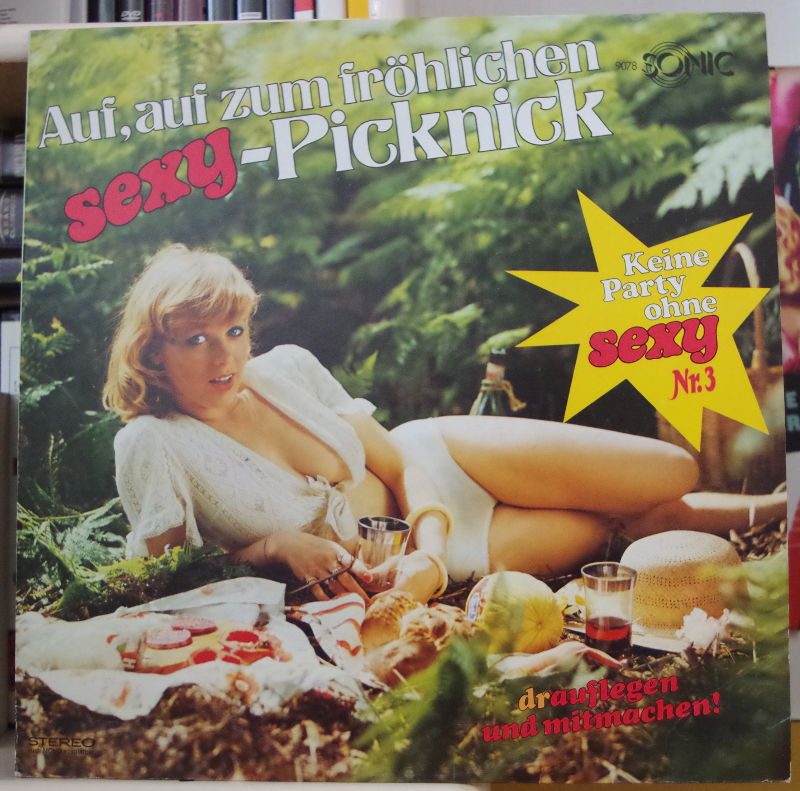 Auf, auf zum fröhlichen
sexy-Picknick
9078 SONIC
Keine
Party
ohne
sexy
Nr. 3
drauflegen
und mitmachen!
STEREO